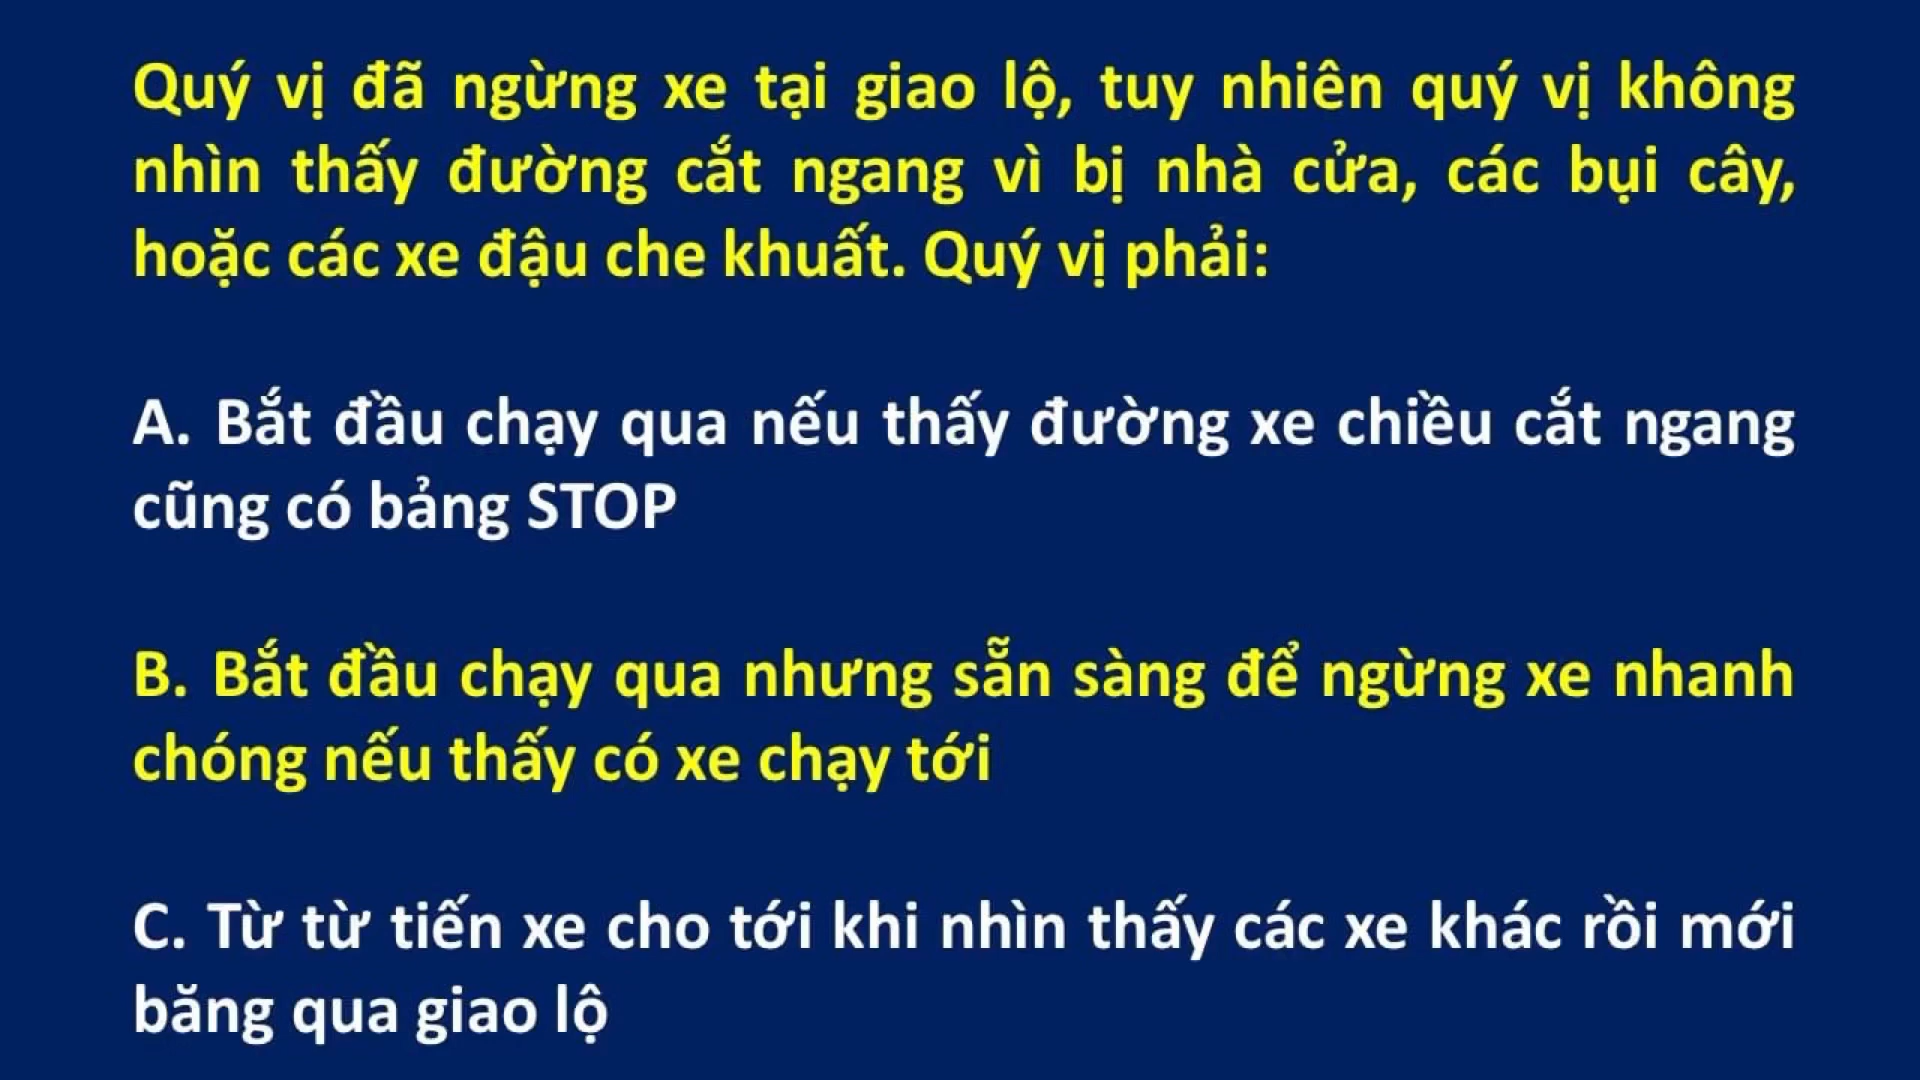 Quý vị đã ngừng xe tại giao lộ, tuy nhiên quý vị không
nhìn thấy đường cắt ngang vì bị nhà cửa, các bụi cây,
hoặc các xe đậu che khuất. Quý vị phải:
A. Bắt đầu chạy qua nếu thấy đường xe chiều cắt ngang
cũng có bảng STOP
B. Bắt đầu chạy qua nhưng sẵn sàng để ngừng xe nhanh
chóng nếu thấy có xe chạy tới
C. Từ từ tiến xe cho tới khi nhìn thấy các xe khác rồi mới
băng qua giao lộ